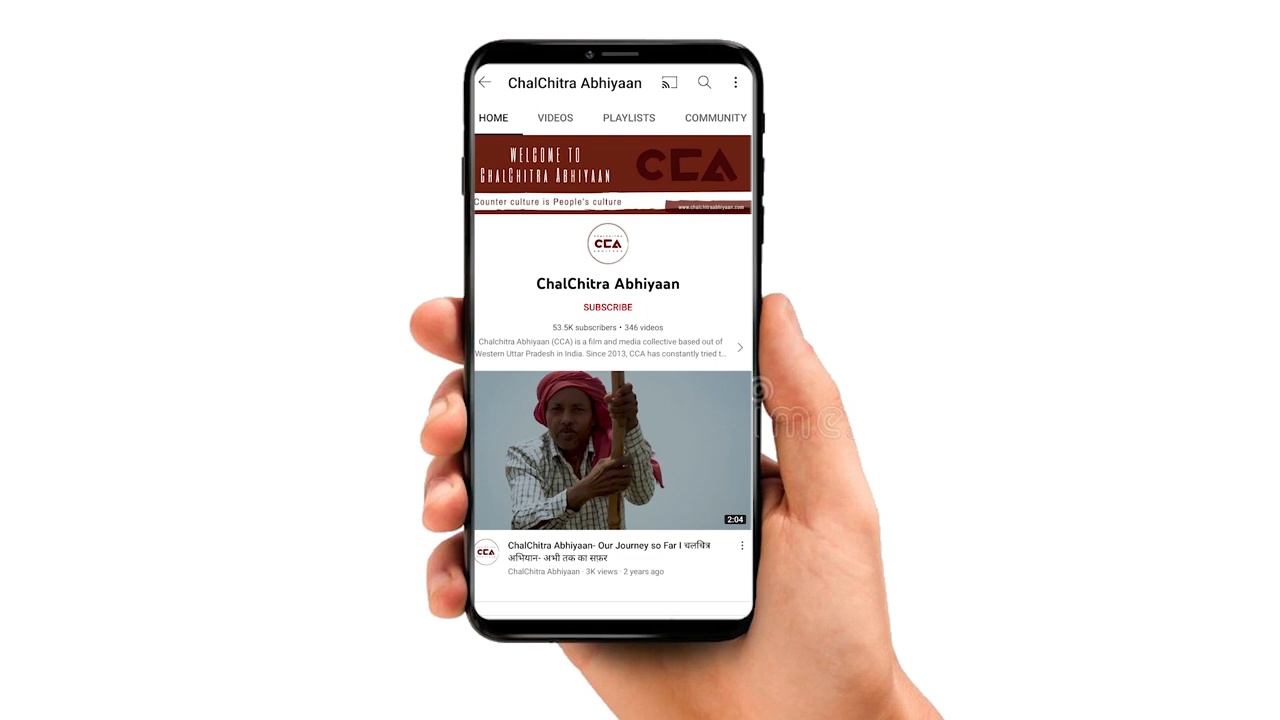 ChalChitra Abhiyaan
HOME VIDEOS PLAYLISTS COMMUNITY
WELCOME TO
CHALCHITRA ABHIYAAN
CCA
Counter culture is People's culture
www.chalchitraabhiyaan.com
CCA
ChalChitra Abhiyaan
SUBSCRIBE
53.5K subscribers • 346 videos
Chalchitra Abhiyaan (CCA) is a film and media collective based out of
Western Uttar Pradesh in India. Since 2013, CCA has constantly tried t...
2:04
CCA
ChalChitra Abhiyaan- Our Journey so Far I चलचित्र
अभियान- अभी तक का सफ़र
ChalChitra Abhiyaan · 3K views · 2 years ago